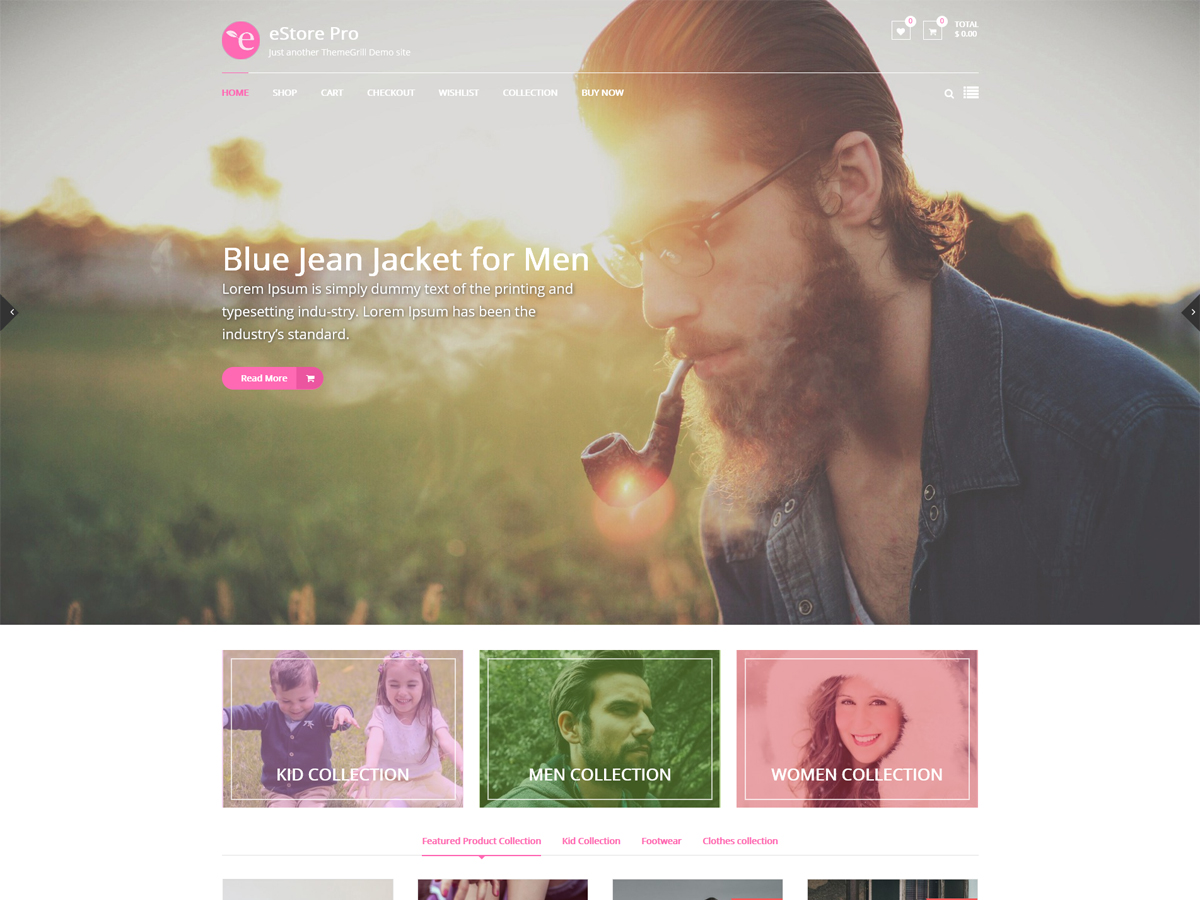 eStore Pro
Just another ThemeGrill Demo site
0
0
TOTAL
$ 0.00
HOME SHOP CART CHECKOUT WISHLIST COLLECTION BUY NOW
Blue Jean Jacket for Men
Lorem Ipsum is simply dummy text of the printing and
typesetting indu-stry. Lorem Ipsum has been the
industry’s standard.
Read More
KID COLLECTION
MEN COLLECTION
WOMEN COLLECTION
Featured Product Collection Kid Collection Footwear Clothes collection